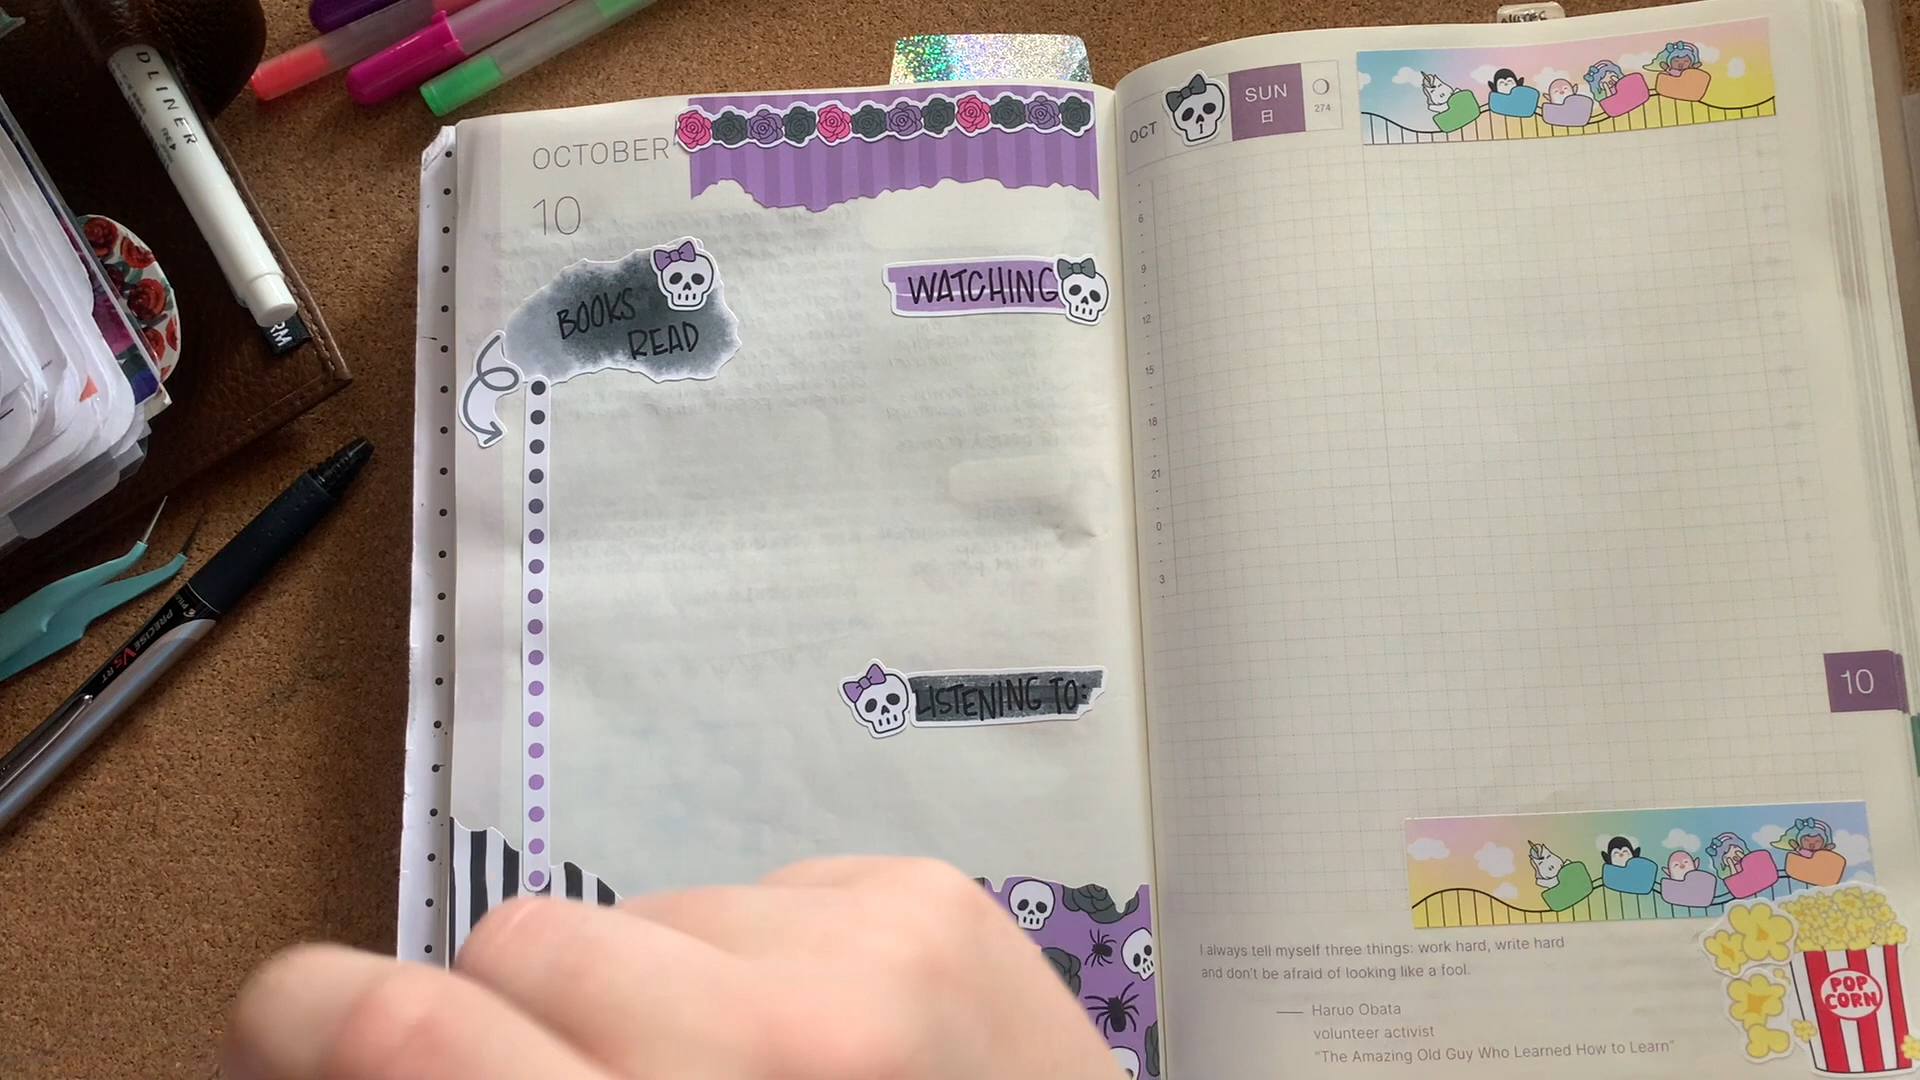 DLINER
RM
PRECISE V5 RT
OCTOBER
10
BOOKS
READ
WATCHING
LISTENING TO:
OCT
SUN
日
274
6
9
12
15
18
21
0
3
10
I always tell myself three things: work hard, write hard
and don't be afraid of looking like a fool.
—— Haruo Obata
volunteer activist
"The Amazing Old Guy Who Learned How to Learn"
POP
CORN